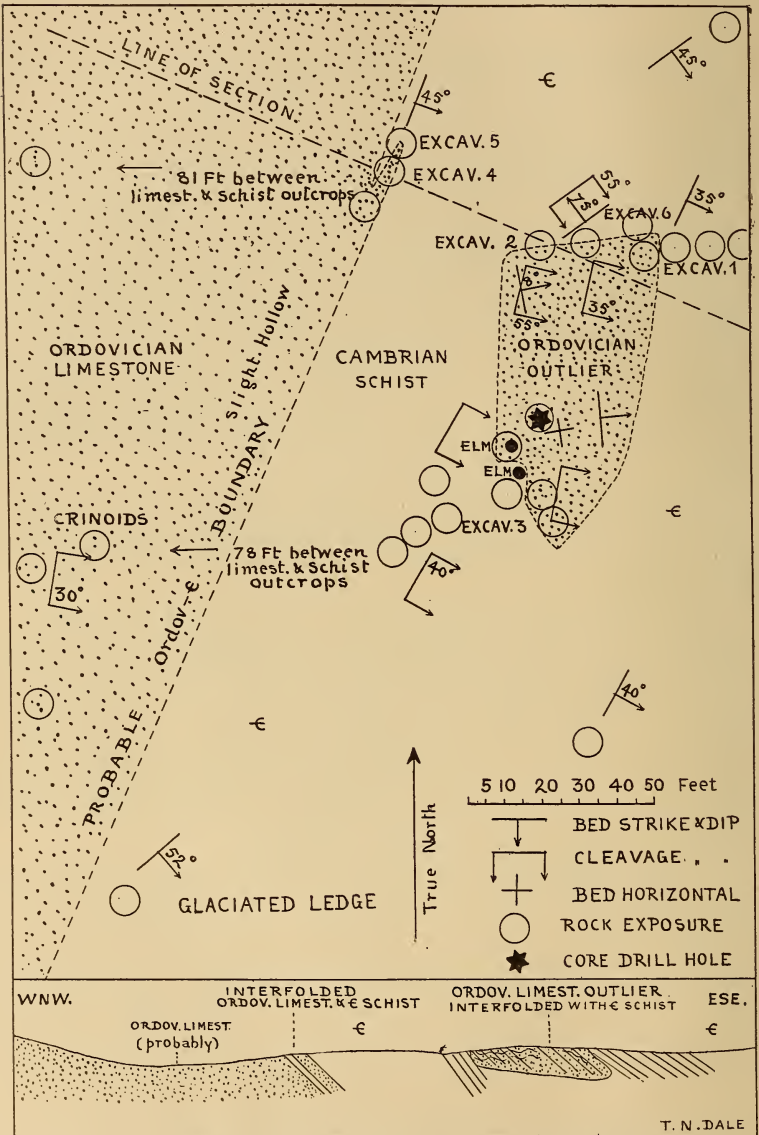 LINE OF SECTION
45°
Є
45°
EXCAV. 5
EXCAV. 4
81 Ft between
limest. & Schist outcrops
55°
75°
EXCAV. 6
35°
EXCAV. 2
EXCAV. 1
8°
55°
35°
ORDOVICIAN
LIMESTONE
Slight Hollow
CAMBRIAN
SCHIST
ORDOVICIAN
OUTLIER
ELM
ELM
Є
CRINOIDS
EXCAV. 3
78 Ft between
limest. & Schist
outcrops
40°
30°
PROBABLE Ordov-Є BOUNDARY
Є
40°
52°
GLACIATED LEDGE
True North
5 10 20 30 40 50 Feet
BED STRIKE & DIP
CLEAVAGE " "
BED HORIZONTAL
ROCK EXPOSURE
CORE DRILL HOLE
WNW.
INTERFOLDED
ORDOV. LIMEST. & Є SCHIST
ORDOV. LIMEST. OUTLIER
INTERFOLDED WITH Є SCHIST
ESE.
ORDOV. LIMEST.
(probably)
Є
Є
T. N. DALE